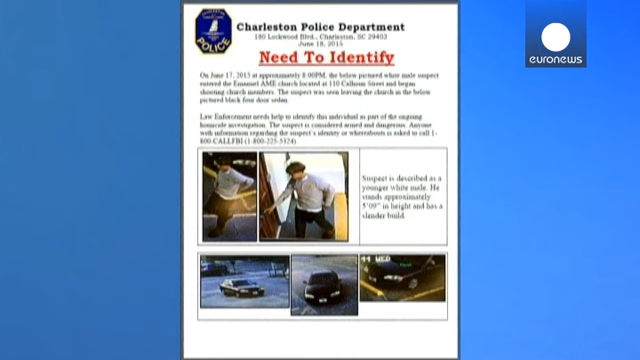 Charleston Police Department
180 Lockwood Blvd., Charleston, SC 29403
June 18, 2015
Need To Identify
On June 17, 2015 at approximately 8:00PM, the below pictured white male suspect
entered the Emanuel AME church located at 110 Calhoun Street and began
shooting church members. The suspect was seen leaving the church in the below
pictured black four door sedan.
Law Enforcement needs help to identify this individual as part of the ongoing
homicide investigation. The suspect is considered armed and dangerous. Anyone
with information regarding the suspect's identity or whereabouts is asked to call 1-
800-CALLFBI (1-800-225-5324)
Suspect is described as a
younger white male. He
stands approximately
5'09" in height and has a
slender build.
POLICE
WED
euronews